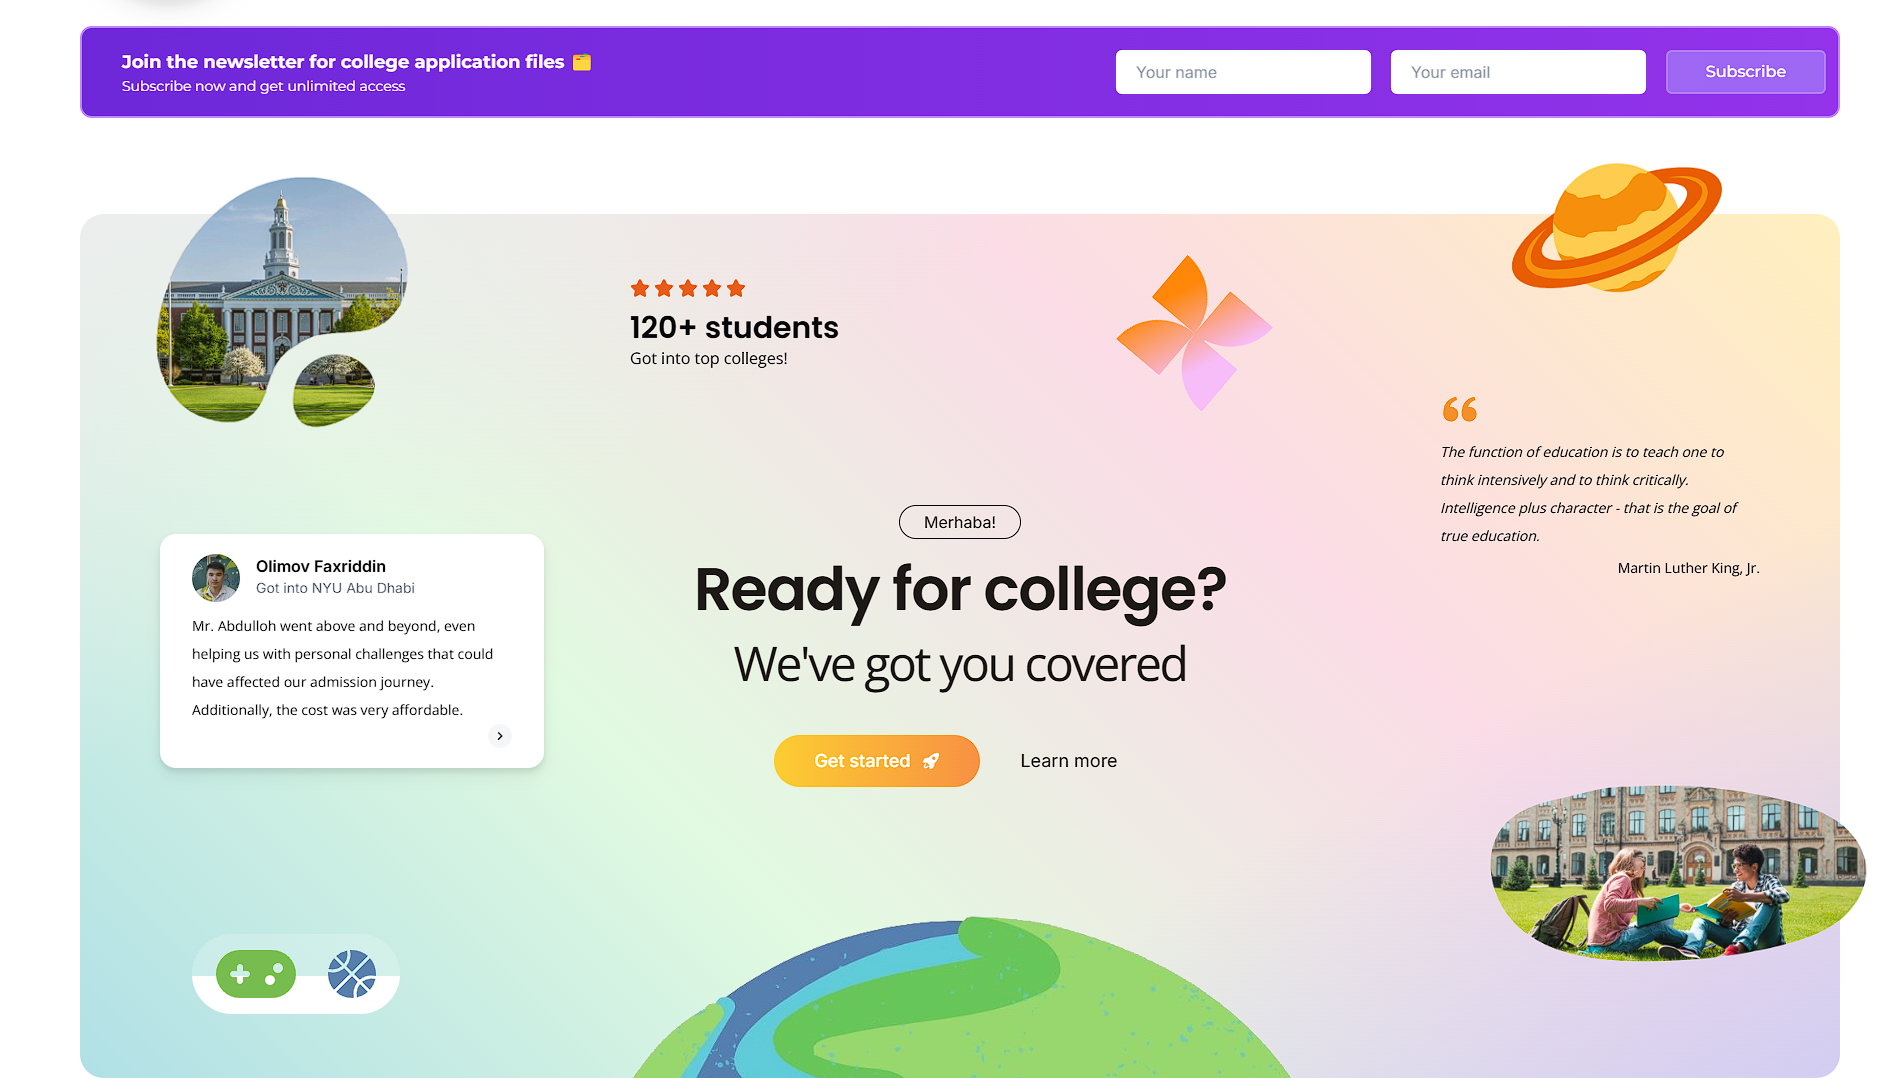 Join the newsletter for college application files
Subscribe now and get unlimited access
Your name
Your email
Subscribe
120+ students
Got into top colleges!
The function of education is to teach one to
think intensively and to think critically.
Intelligence plus character - that is the goal of
true education.
Martin Luther King, Jr.
Olimov Faxriddin
Got into NYU Abu Dhabi
Mr. Abdulloh went above and beyond, even
helping us with personal challenges that could
have affected our admission journey.
Additionally, the cost was very affordable.
Merhaba!
Ready for college?
We've got you covered
Get started
Learn more